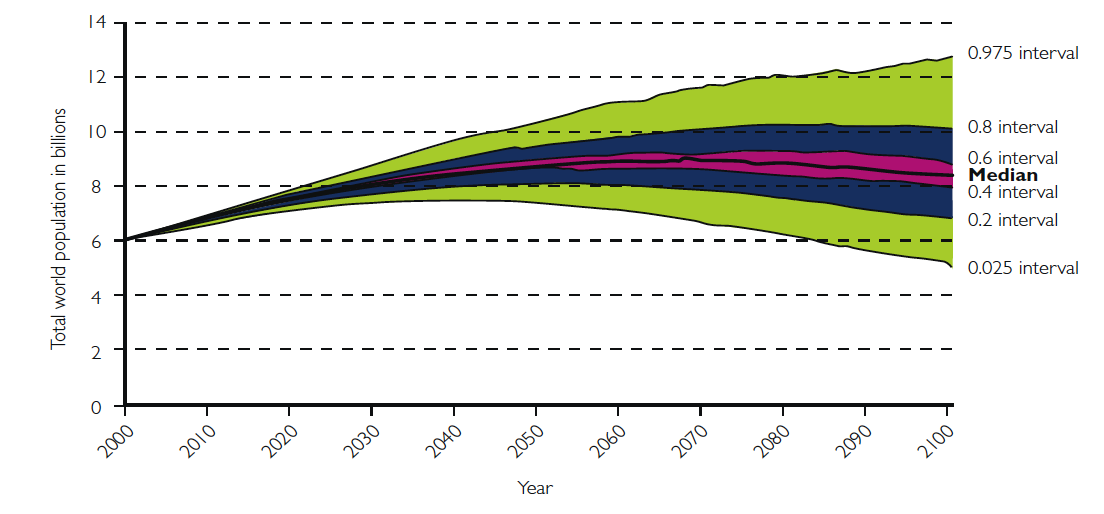 Total world population in billions
14
12
10
8
6
4
2
0
2000
2010
2020
2030
2040
2050
2060
2070
2080
2090
2100
Year
0.975 interval
0.8 interval
0.6 interval
Median
0.4 interval
0.2 interval
0.025 interval